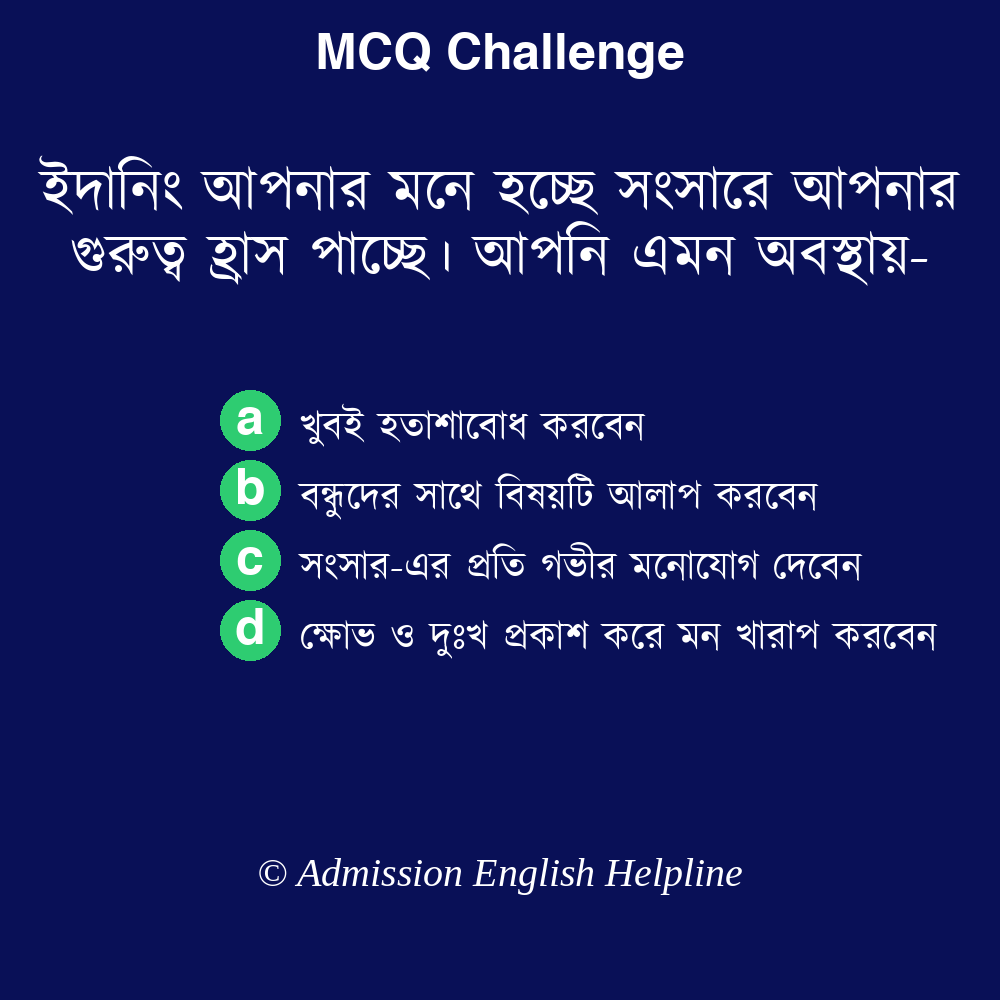 MCQ Challenge
ইদানিং আপনার মনে হচ্ছে সংসারে আপনার
গুরুত্ব হ্রাস পাচ্ছে। আপনি এমন অবস্থায়-
a খুবই হতাশাবোধ করবেন
b বন্ধুদের সাথে বিষয়টি আলাপ করবেন
c সংসার-এর প্রতি গভীর মনোযোগ দেবেন
d ক্ষোভ ও দুঃখ প্রকাশ করে মন খারাপ করবেন
© Admission English Helpline